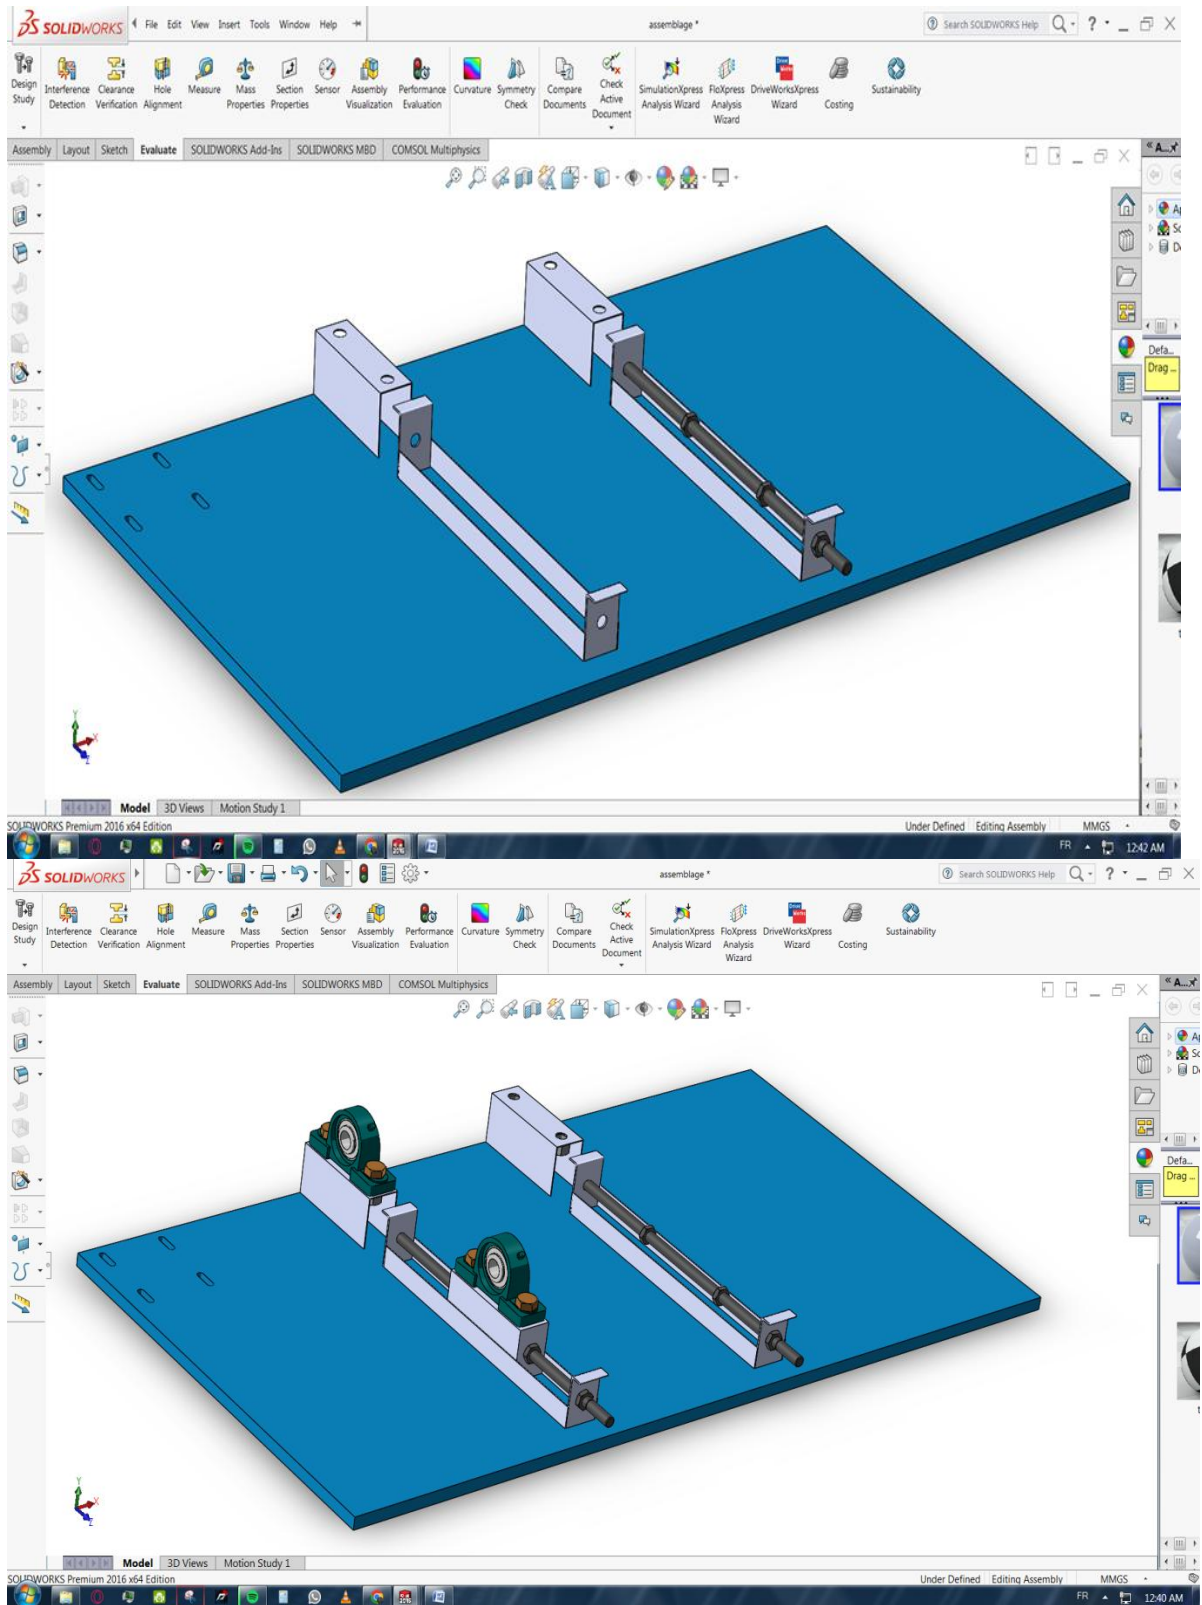 SOLIDWORKS File Edit View Insert Tools Window Help assemblage * Search SOLIDWORKS Help ?
Design Study Interference Detection Clearance Verification Hole Alignment Measure Mass Properties Section Properties Sensor Assembly Visualization Performance Evaluation Curvature Symmetry Check Compare Documents Check Active Document SimulationXpress Analysis Wizard FloXpress Analysis Wizard DriveWorksXpress Wizard Costing Sustainability
Assembly Layout Sketch Evaluate SOLIDWORKS Add-Ins SOLIDWORKS MBD COMSOL Multiphysics
« A...
Ap
Sc
D
Defa...
Drag ...
Y
X
Z
Model 3D Views Motion Study 1
SOLIDWORKS Premium 2016 x64 Edition Under Defined Editing Assembly MMGS
FR 12:42 AM
SOLIDWORKS assemblage * Search SOLIDWORKS Help ?
Design Study Interference Detection Clearance Verification Hole Alignment Measure Mass Properties Section Properties Sensor Assembly Visualization Performance Evaluation Curvature Symmetry Check Compare Documents Check Active Document SimulationXpress Analysis Wizard FloXpress Analysis Wizard DriveWorksXpress Wizard Costing Sustainability
Assembly Layout Sketch Evaluate SOLIDWORKS Add-Ins SOLIDWORKS MBD COMSOL Multiphysics
« A...
Ap
Sc
D
Defa...
Drag ...
Y
X
Z
Model 3D Views Motion Study 1
SOLIDWORKS Premium 2016 x64 Edition Under Defined Editing Assembly MMGS
FR 12:40 AM